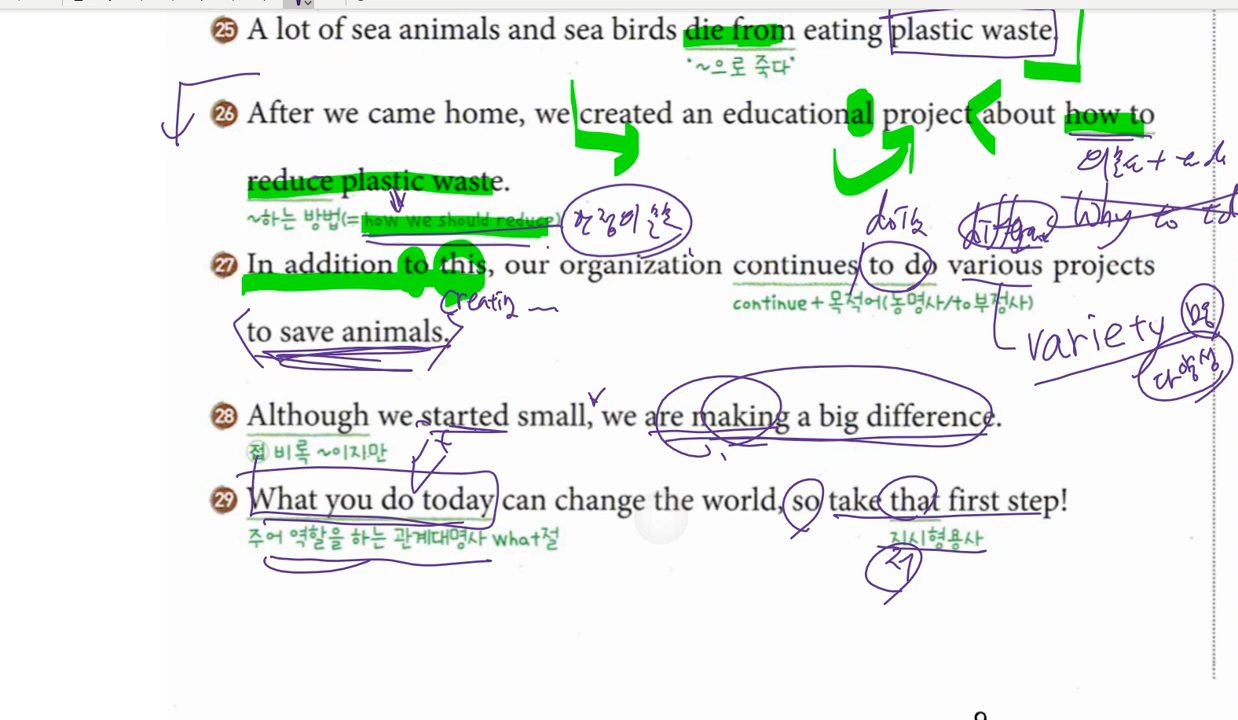 25 A lot of sea animals and sea birds die from eating plastic waste.
'~으로 죽다'
26 After we came home, we created an educational project about how to
reduce plastic waste.
~하는 방법(= how we should reduce)
doing Why to
27 In addition to this, our organization continues to do various projects
creating
continue + 목적어(동명사/to부정사)
to save animals.
variety 명
다양성
28 Although we started small, we are making a big difference.
접 비록 ~이지만
29 What you do today can change the world, so take that first step!
주어 역할을 하는 관계대명사 what절
지시형용사
그